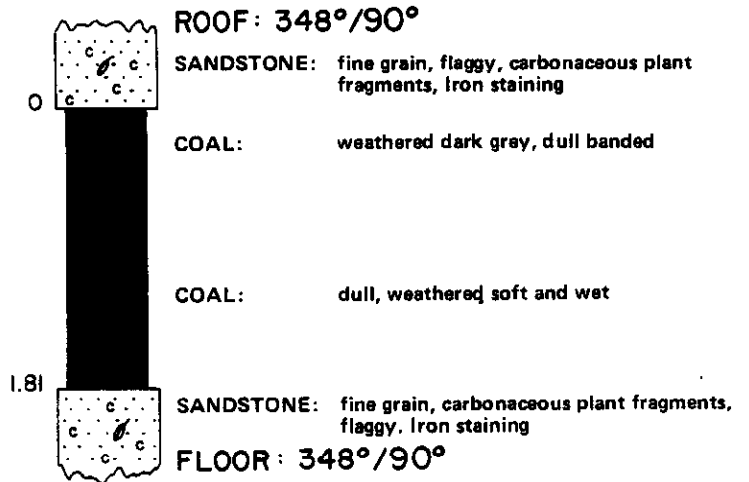 ROOF: 348°/90°
SANDSTONE: fine grain, flaggy, carbonaceous plant
fragments, Iron staining
c c c c c
0
COAL: weathered dark grey, dull banded
COAL: dull, weathered soft and wet
1.81
SANDSTONE: fine grain, carbonaceous plant fragments,
flaggy. Iron staining
c c c c
FLOOR: 348°/90°